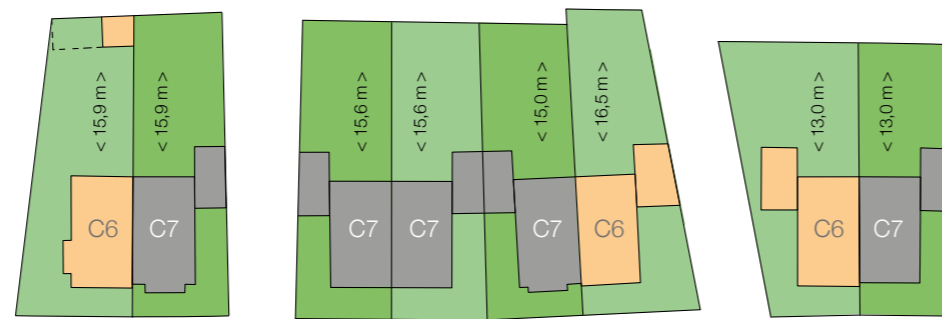 < 15,9 m >
< 15,9 m >
C6
C7
< 15,6 m >
< 15,6 m >
< 15,0 m >
< 16,5 m >
C7
C7
C7
C6
< 13,0 m >
< 13,0 m >
C6
C7